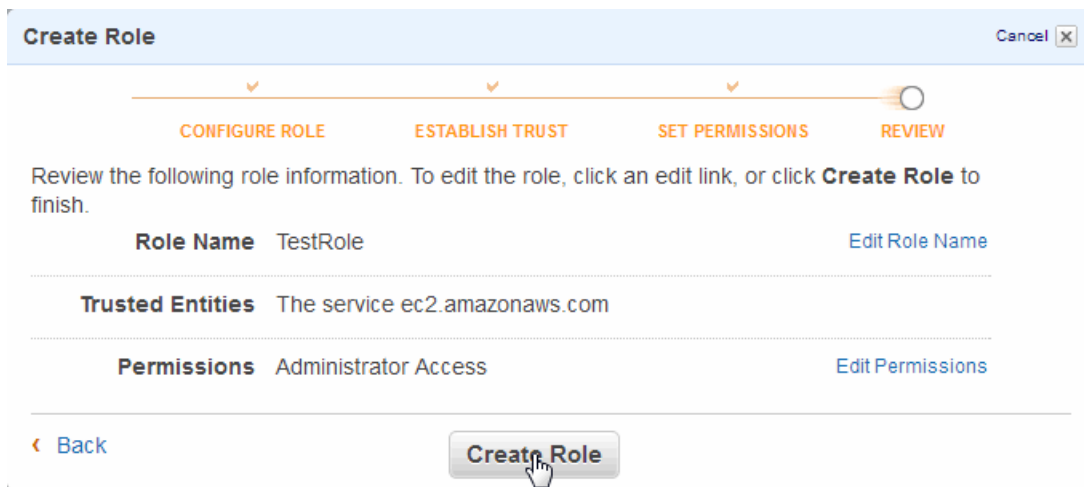 Create Role
Cancel
CONFIGURE ROLE ESTABLISH TRUST SET PERMISSIONS REVIEW
Review the following role information. To edit the role, click an edit link, or click Create Role to
finish.
Role Name TestRole Edit Role Name
Trusted Entities The service ec2.amazonaws.com
Permissions Administrator Access Edit Permissions
Back
Create Role